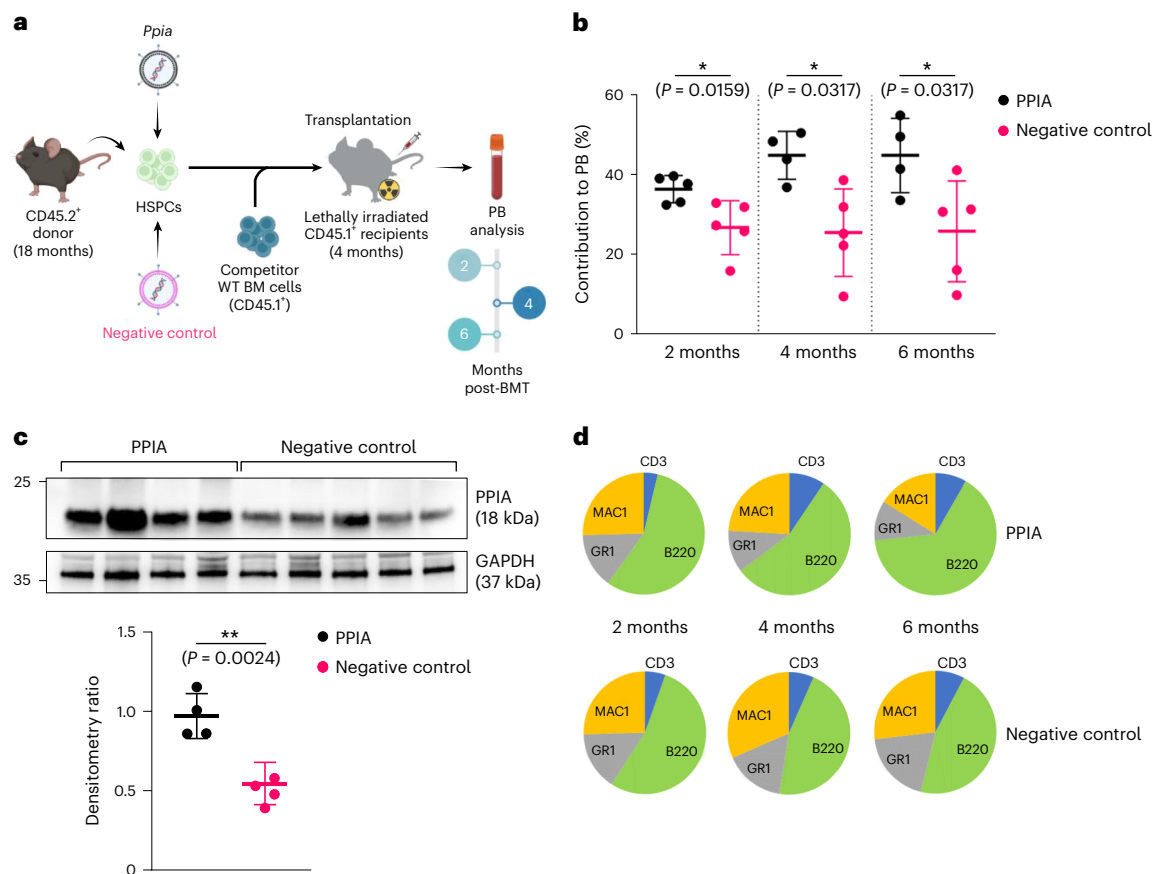 a
Ppia
CD45.2+
donor
(18 months)
HSPCs
Negative control
Competitor
WT BM cells
(CD45.1+)
Transplantation
Lethally irradiated
CD45.1+ recipients
(4 months)
PB
analysis
2
4
6
Months
post-BMT
b
Contribution to PB (%)
60
40
20
0
*
(P = 0.0159)
*
(P = 0.0317)
*
(P = 0.0317)
2 months
4 months
6 months
PPIA
Negative control
c
PPIA
Negative control
25
PPIA
(18 kDa)
35
GAPDH
(37 kDa)
Densitometry ratio
1.5
1.0
0.5
0
**
(P = 0.0024)
PPIA
Negative control
d
CD3
MAC1
GR1
B220
CD3
MAC1
GR1
B220
CD3
MAC1
GR1
B220
PPIA
2 months
4 months
6 months
CD3
MAC1
GR1
B220
CD3
MAC1
GR1
B220
CD3
MAC1
GR1
B220
Negative control